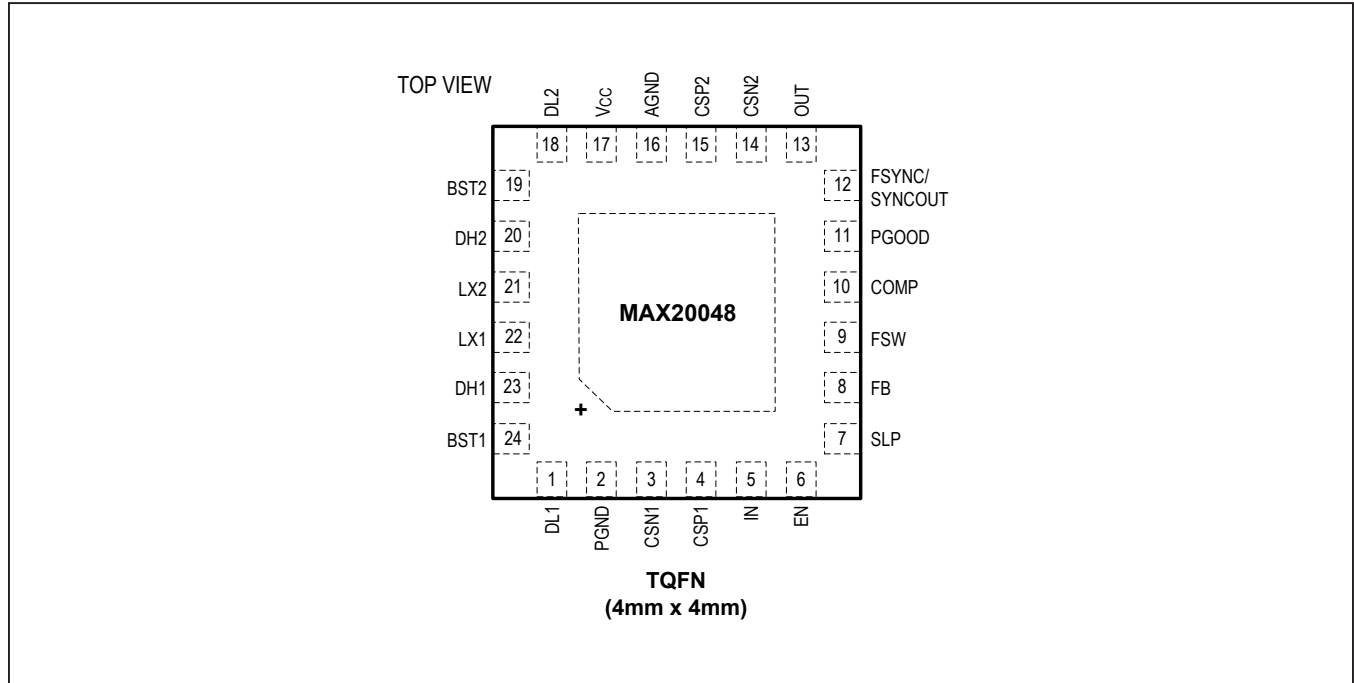 TOP VIEW
DL2
VCC
AGND
CSP2
CSN2
OUT
18
17
16
15
14
13
BST2
19
12
FSYNC/
SYNCOUT
DH2
20
11
PGOOD
LX2
21
10
COMP
MAX20048
LX1
22
9
FSW
DH1
23
8
FB
+
BST1
24
7
SLP
1
2
3
4
5
6
DL1
PGND
CSN1
CSP1
IN
EN
TQFN
(4mm x 4mm)